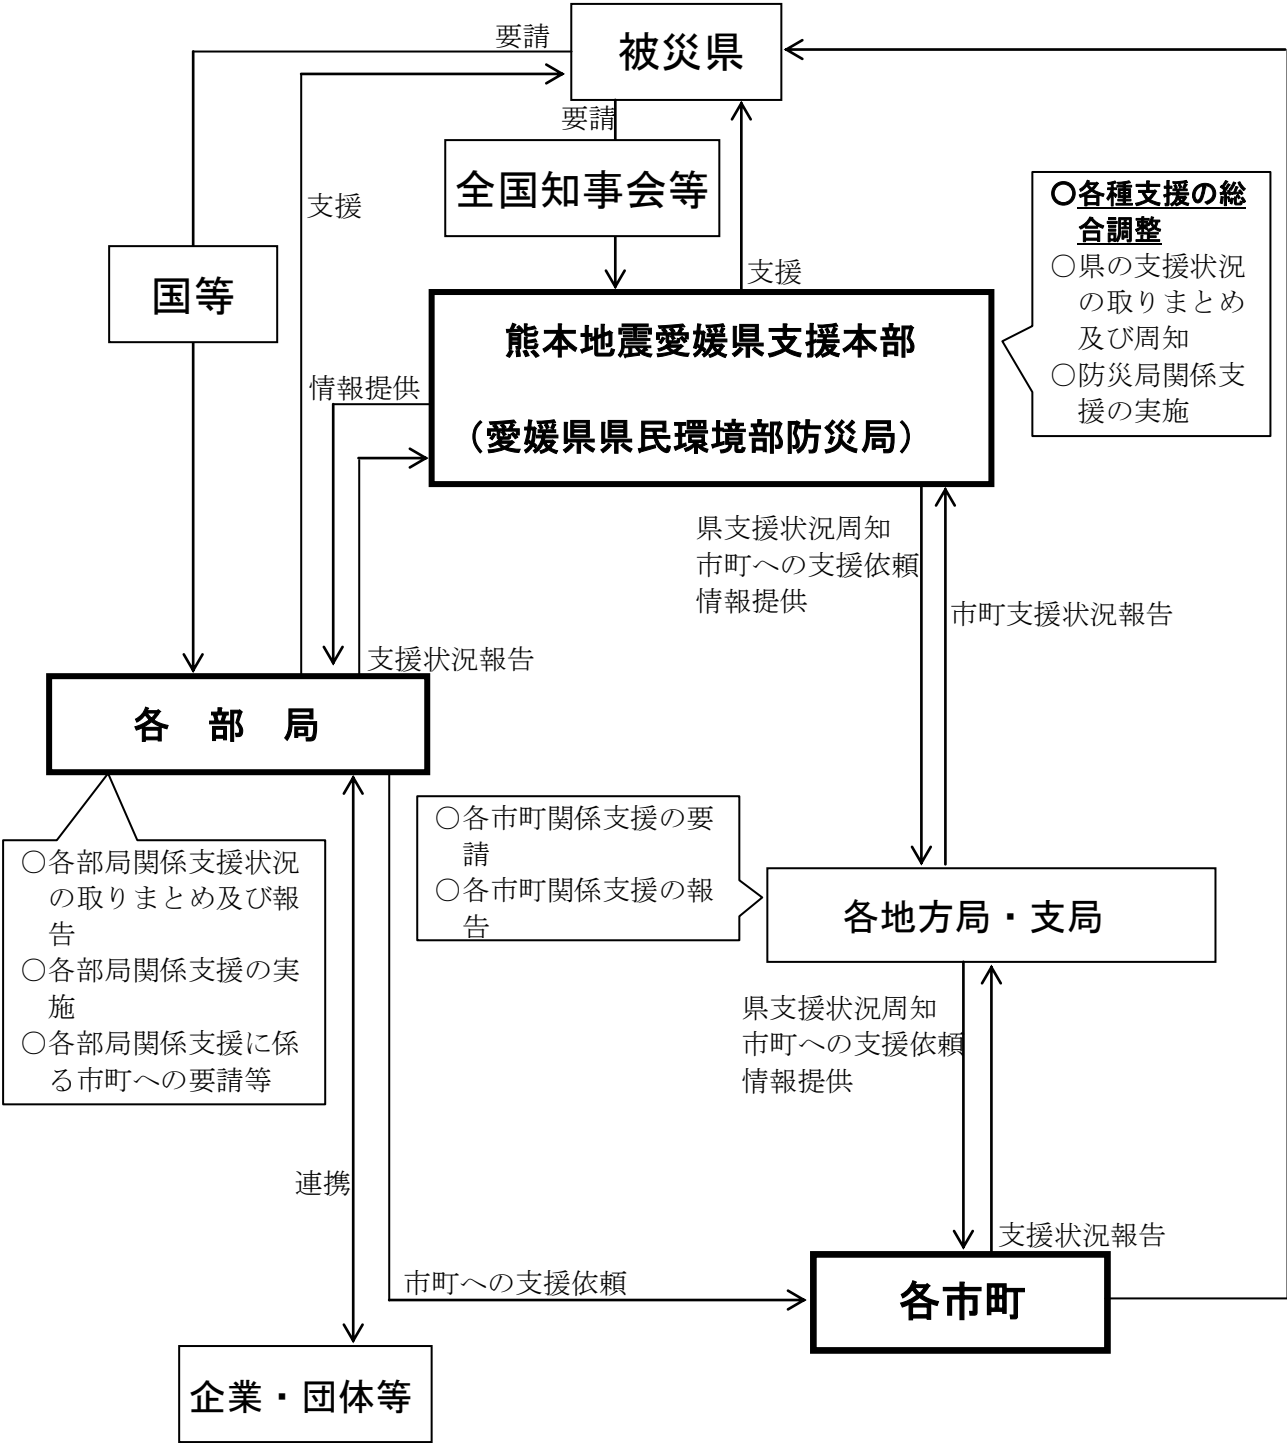 要請
被災県
要請
全国知事会等
支援
支援
国等
〇各種支援の総
合調整
〇県の支援状況
の取りまとめ
及び周知
〇防災局関係支
援の実施
熊本地震愛媛県支援本部
（愛媛県県民環境部防災局）
情報提供
県支援状況周知
市町への支援依頼
情報提供
市町支援状況報告
支援状況報告
各　部　局
〇各部局関係支援状況
の取りまとめ及び報
告
〇各部局関係支援の実
施
〇各部局関係支援に係
る市町への要請等
〇各市町関係支援の要
請
〇各市町関係支援の報
告
各地方局・支局
県支援状況周知
市町への支援依頼
情報提供
連携
支援状況報告
市町への支援依頼
各市町
企業・団体等